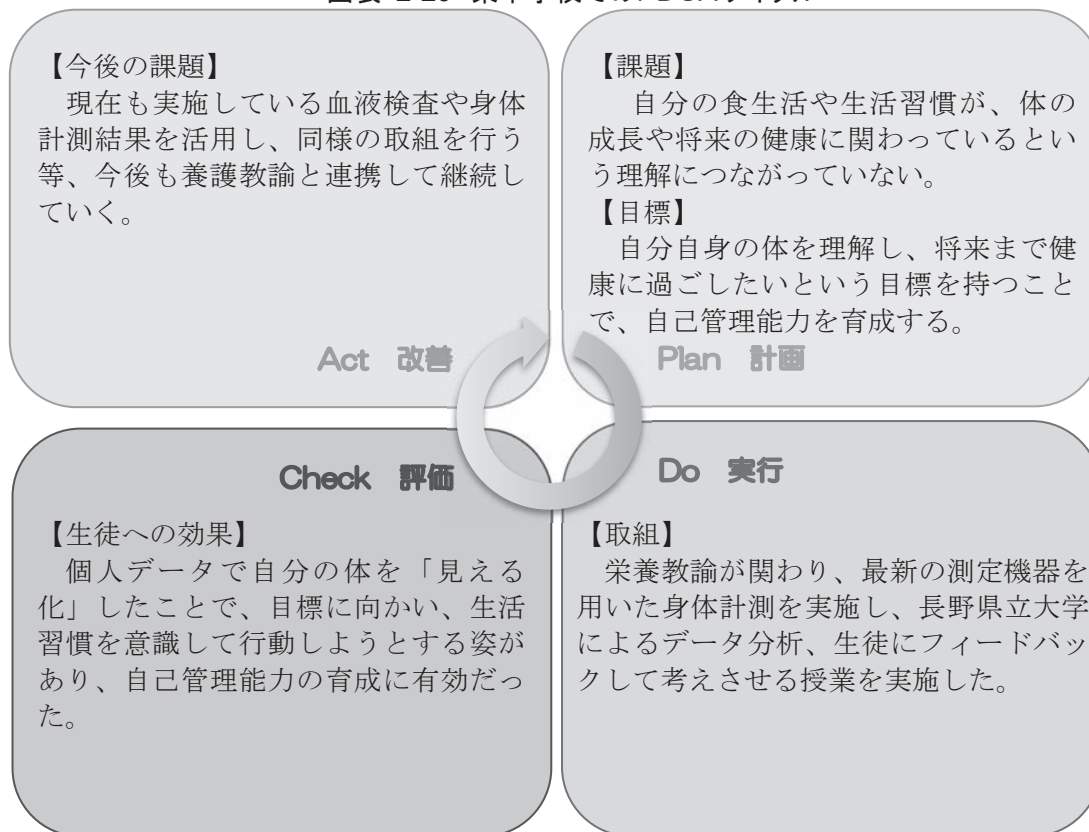 【今後の課題】
現在も実施している血液検査や身体
計測結果を活用し、同様の取組を行う
等、今後も養護教諭と連携して継続し
ていく。
Act 改善
【課題】
自分の食生活や生活習慣が、体の
成長や将来の健康に関わっているとい
う理解につながっていない。
【目標】
自分自身の体を理解し、将来まで健
康に過ごしたいという目標を持つこと
で、自己管理能力を育成する。
Plan 計画
Check 評価
【生徒への効果】
個人データで自分の体を「見える
化」したことで、目標に向かい、生活
習慣を意識して行動しようとする姿が
あり、自己管理能力の育成に有効だっ
た。
Do 実行
【取組】
栄養教諭が関わり、最新の測定機器を
用いた身体計測を実施し、長野県立大学
によるデータ分析、生徒にフィードバッ
クして考えさせる授業を実施した。